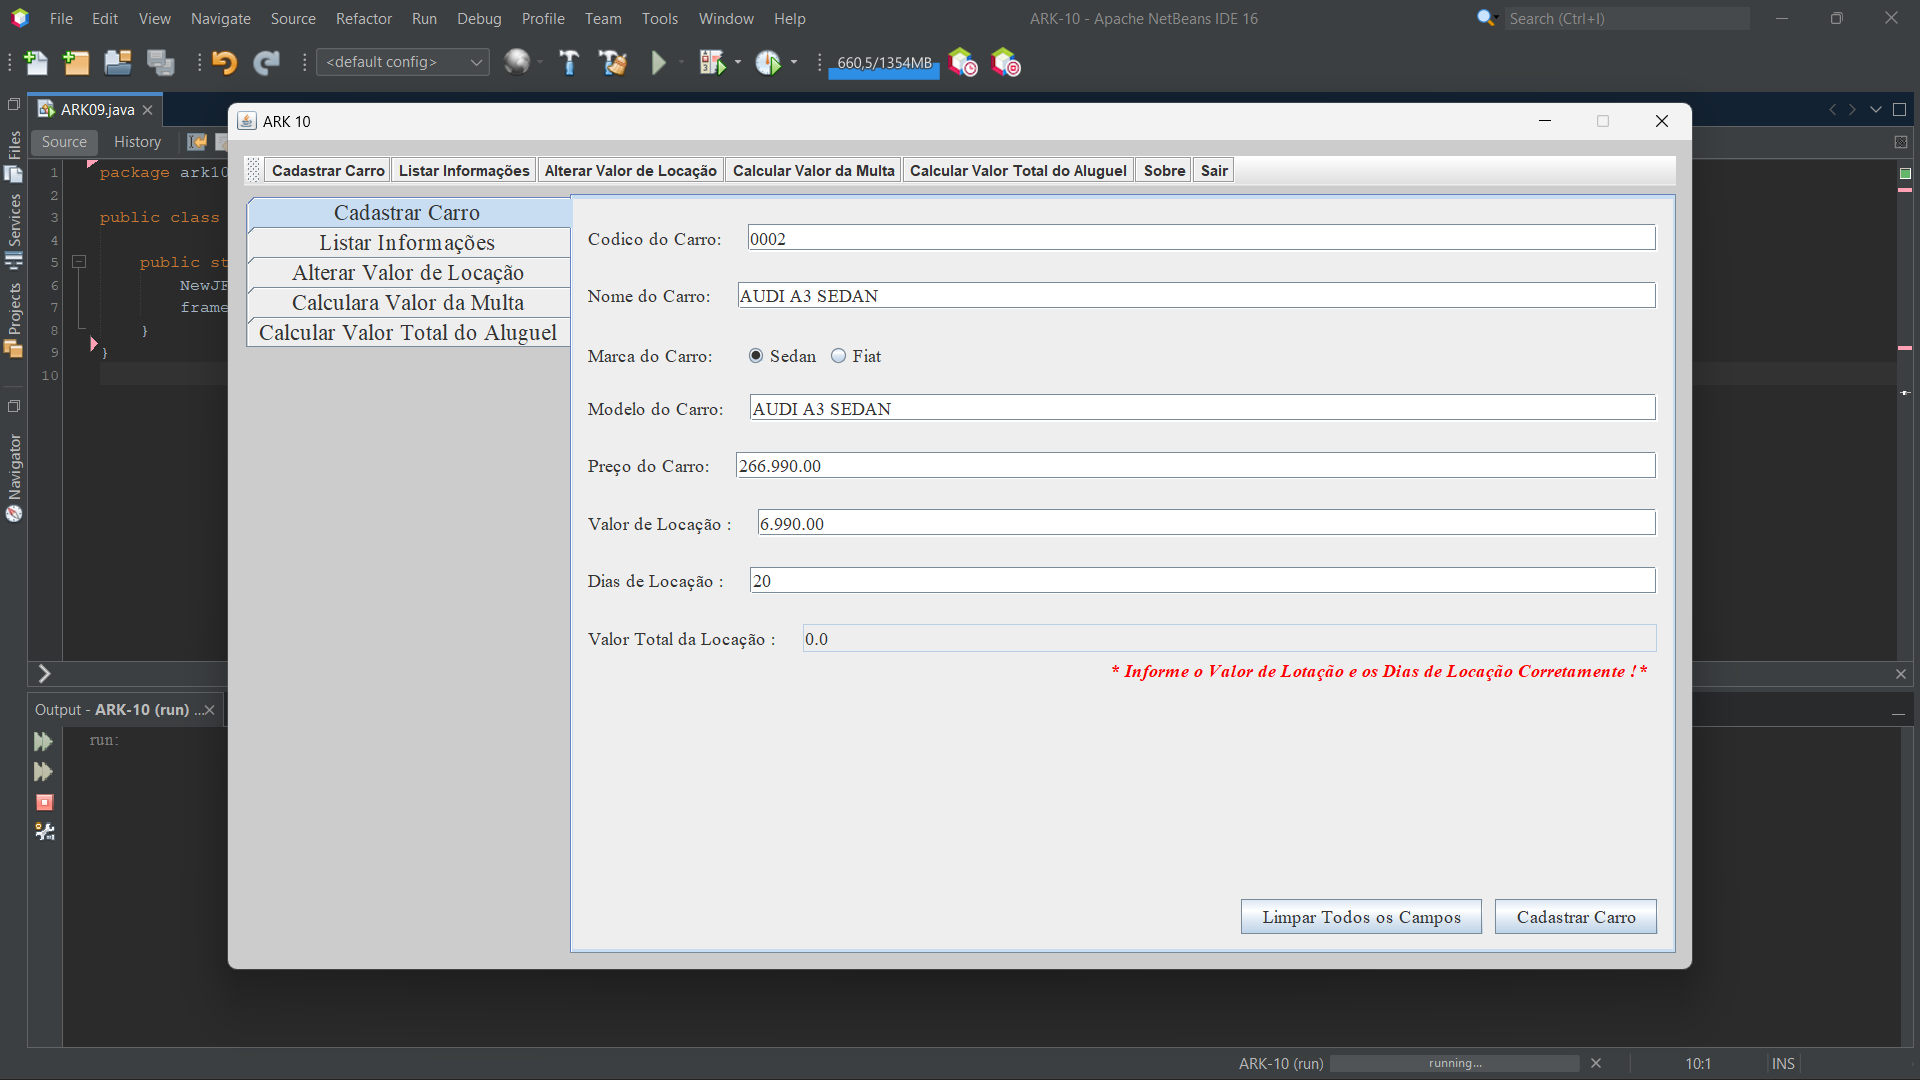 File Edit View Navigate Source Refactor Run Debug Profile Team Tools Window Help
ARK-10 - Apache NetBeans IDE 16
Search (Ctrl+I)
<default config>
660,5/1354MB
ARK09.java
Source History
Files
Services
Projects
Navigator
1 package ark10
2
3 public class
4
5 public st
6 NewJF
7 frame
8 }
9 }
10
ARK 10
Cadastrar Carro Listar Informações Alterar Valor de Locação Calcular Valor da Multa Calcular Valor Total do Aluguel Sobre Sair
Cadastrar Carro
Listar Informações
Alterar Valor de Locação
Calculara Valor da Multa
Calcular Valor Total do Aluguel
Codico do Carro: 0002
Nome do Carro: AUDI A3 SEDAN
Marca do Carro: Sedan Fiat
Modelo do Carro: AUDI A3 SEDAN
Preço do Carro: 266.990.00
Valor de Locação : 6.990.00
Dias de Locação : 20
Valor Total da Locação : 0.0
* Informe o Valor de Lotação e os Dias de Locação Corretamente !*
Limpar Todos os Campos Cadastrar Carro
Output - ARK-10 (run) ...
run:
ARK-10 (run) running... 10:1 INS